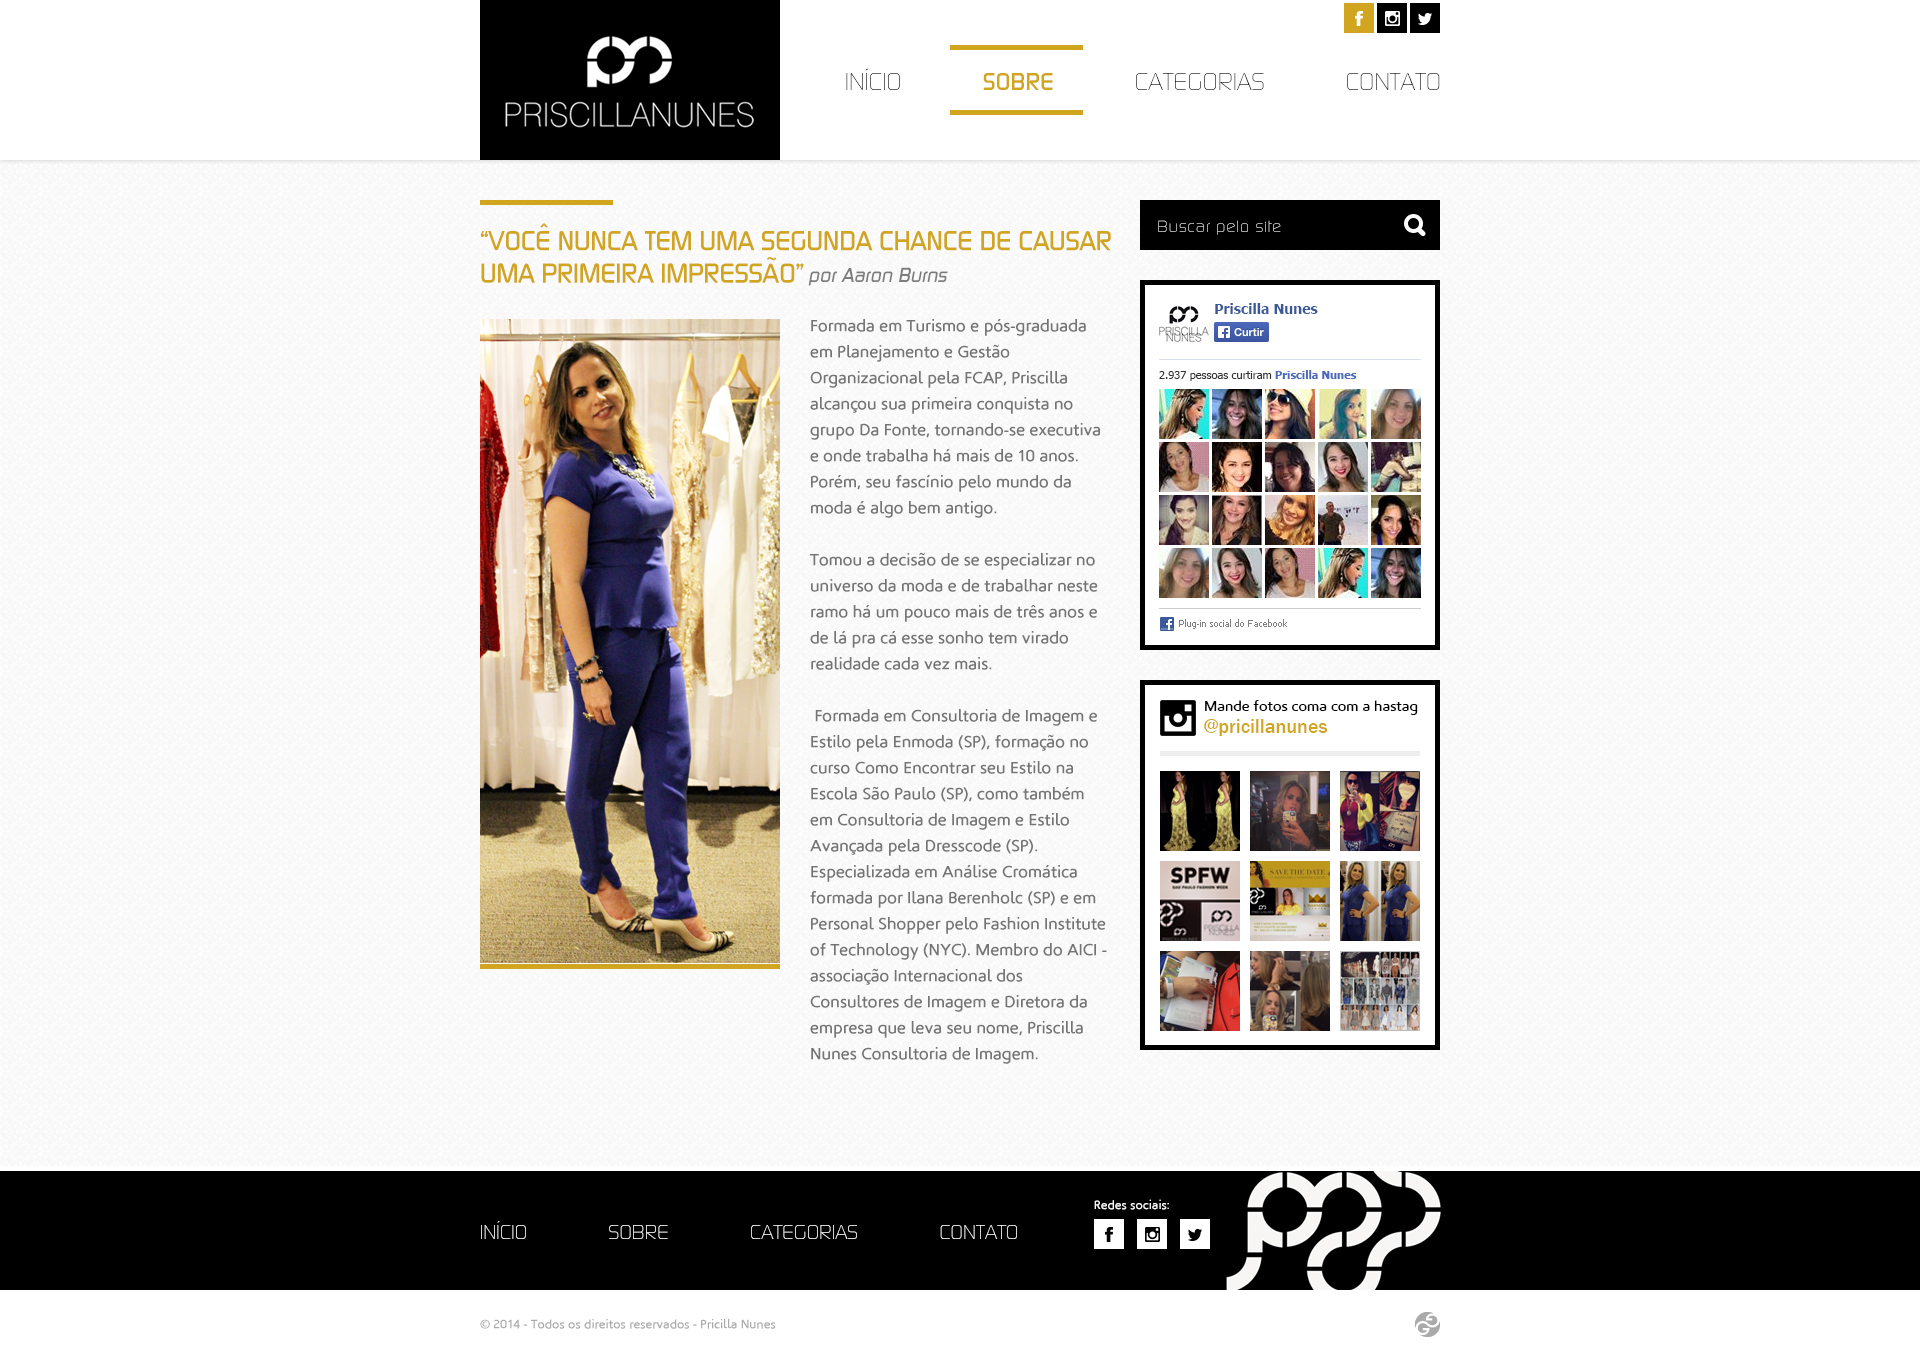 PRISCILLANUNES
INÍCIO
SOBRE
CATEGORIAS
CONTATO
“VOCÊ NUNCA TEM UMA SEGUNDA CHANCE DE CAUSAR
UMA PRIMEIRA IMPRESSÃO” por Aaron Burns
Formada em Turismo e pós-graduada
em Planejamento e Gestão
Organizacional pela FCAP, Priscilla
alcançou sua primeira conquista no
grupo Da Fonte, tornando-se executiva
e onde trabalha há mais de 10 anos.
Porém, seu fascínio pelo mundo da
moda é algo bem antigo.
Tomou a decisão de se especializar no
universo da moda e de trabalhar neste
ramo há um pouco mais de três anos e
de lá pra cá esse sonho tem virado
realidade cada vez mais.
Formada em Consultoria de Imagem e
Estilo pela Enmoda (SP), formação no
curso Como Encontrar seu Estilo na
Escola São Paulo (SP), como também
em Consultoria de Imagem e Estilo
Avançada pela Dresscode (SP).
Especializada em Análise Cromática
formada por Ilana Berenholc (SP) e em
Personal Shopper pelo Fashion Institute
of Technology (NYC). Membro do AICI -
associação Internacional dos
Consultores de Imagem e Diretora da
empresa que leva seu nome, Priscilla
Nunes Consultoria de Imagem.
Buscar pelo site
PRISCILLA
NUNES
Priscilla Nunes
Curtir
2.937 pessoas curtiram Priscilla Nunes
Plug-in social do Facebook
Mande fotos coma com a hastag
@pricillanunes
SPFW
SAO PAULO FASHION WEEK
PRISCILLA
NUNES
SAVE THE DATE
INÍCIO
SOBRE
CATEGORIAS
CONTATO
Redes sociais:
© 2014 - Todos os direitos reservados - Pricilla Nunes